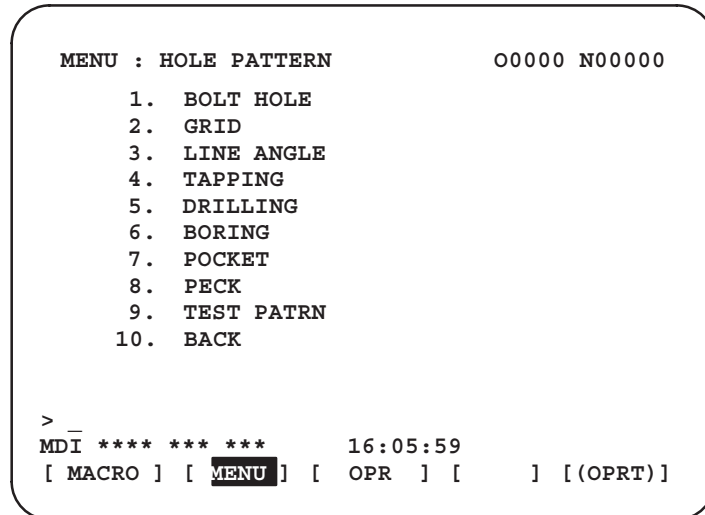 MENU : HOLE PATTERN O0000 N00000
1. BOLT HOLE
2. GRID
3. LINE ANGLE
4. TAPPING
5. DRILLING
6. BORING
7. POCKET
8. PECK
9. TEST PATRN
10. BACK
> _
MDI **** *** *** 16:05:59
[ MACRO ] [ MENU ] [ OPR ] [ ] [(OPRT)]